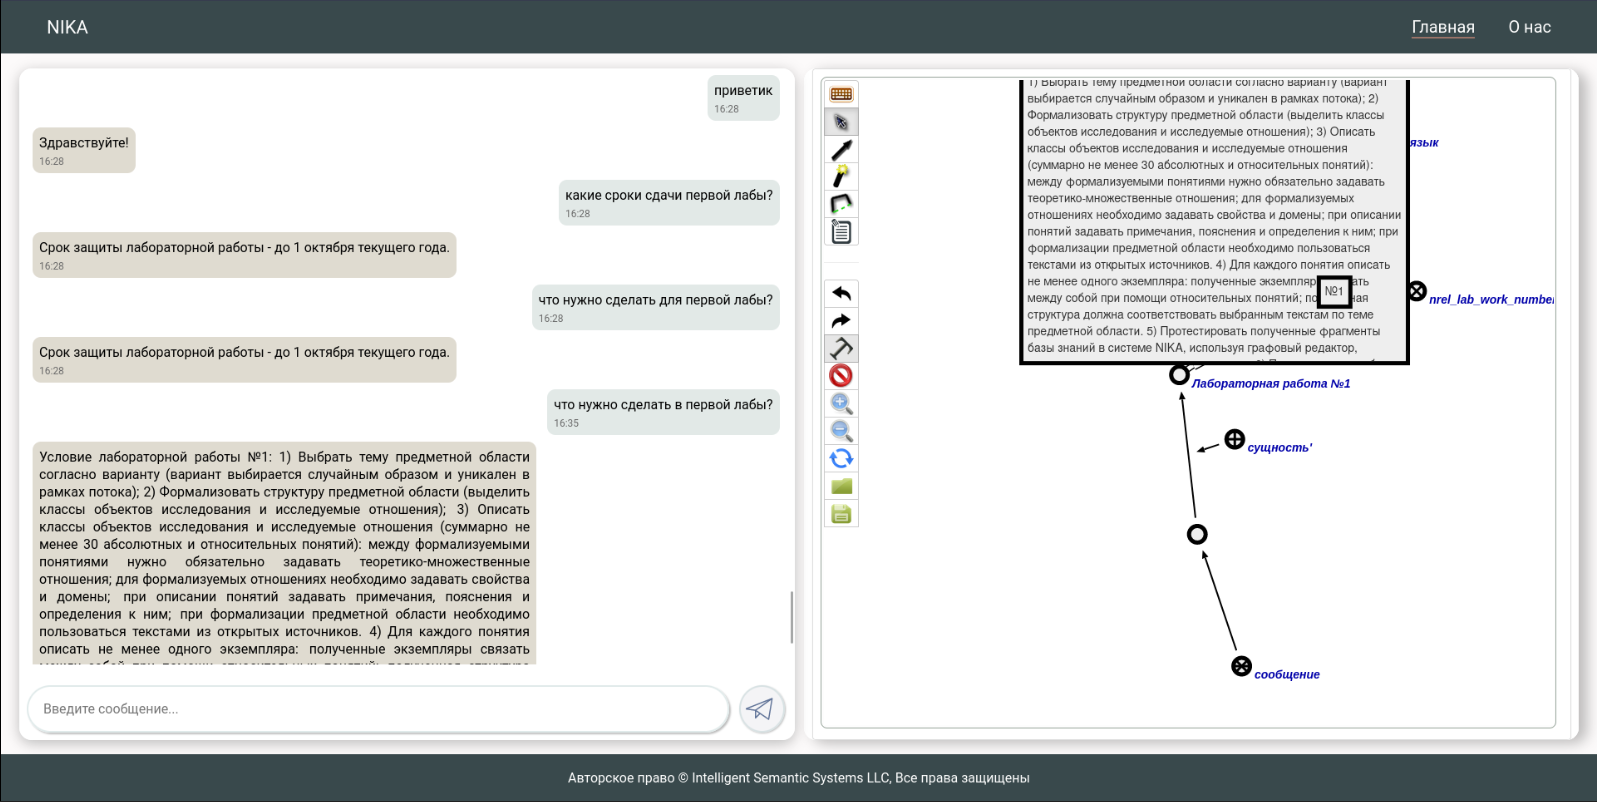 NIKA
Главная
О нас
приветик
16:28
Здравствуйте!
16:28
какие сроки сдачи первой лабы?
16:28
Срок защиты лабораторной работы - до 1 октября текущего года.
16:28
что нужно сделать для первой лабы?
16:28
Срок защиты лабораторной работы - до 1 октября текущего года.
16:28
что нужно сделать в первой лабы?
16:35
Условие лабораторной работы №1: 1) Выбрать тему предметной области
согласно варианту (вариант выбирается случайным образом и уникален в
рамках потока); 2) Формализовать структуру предметной области (выделить
классы объектов исследования и исследуемые отношения); 3) Описать
классы объектов исследования и исследуемые отношения (суммарно не
менее 30 абсолютных и относительных понятий): между формализуемыми
понятиями нужно обязательно задавать теоретико-множественные
отношения; для формализуемых отношениях необходимо задавать свойства
и домены; при описании понятий задавать примечания, пояснения и
определения к ним; при формализации предметной области необходимо
пользоваться текстами из открытых источников. 4) Для каждого понятия
описать не менее одного экземпляра: полученные экземпляры связать
Введите сообщение...
1) Выбрать тему предметной области согласно варианту (вариант
выбирается случайным образом и уникален в рамках потока); 2)
Формализовать структуру предметной области (выделить классы
объектов исследования и исследуемые отношения); 3) Описать
классы объектов исследования и исследуемые отношения
(суммарно не менее 30 абсолютных и относительных понятий):
между формализуемыми понятиями нужно обязательно задавать
теоретико-множественные отношения; для формализуемых
отношениях необходимо задавать свойства и домены; при описании
понятий задавать примечания, пояснения и определения к ним; при
формализации предметной области необходимо пользоваться
текстами из открытых источников. 4) Для каждого понятия описать
не менее одного экземпляра: полученные
между собой при помощи относительных понятий;
структура должна соответствовать выбранным текстам по теме
предметной области. 5) Протестировать полученные фрагменты
базы знаний в системе NIKA, используя графовый редактор,
№1
язык
nrel_lab_work_number
Лабораторная работа №1
сущность'
сообщение
Авторское право © Intelligent Semantic Systems LLC, Все права защищены